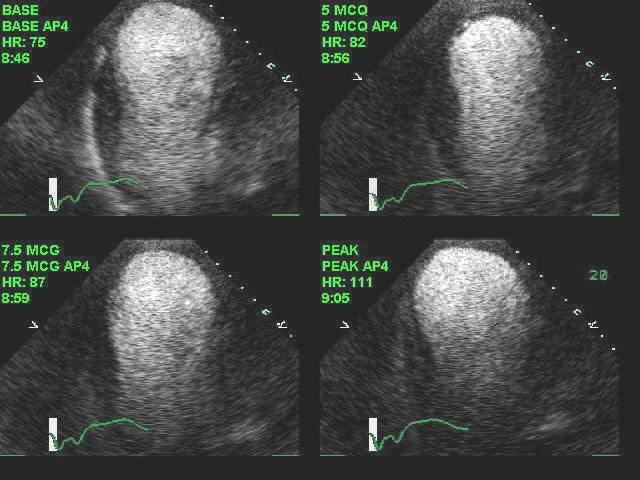 BASE
BASE AP4
HR: 75
8:46
5 MCQ
5 MCQ AP4
HR: 82
8:56
7.5 MCG
7.5 MCG AP4
HR: 87
8:59
PEAK
PEAK AP4
HR: 111
9:05
20